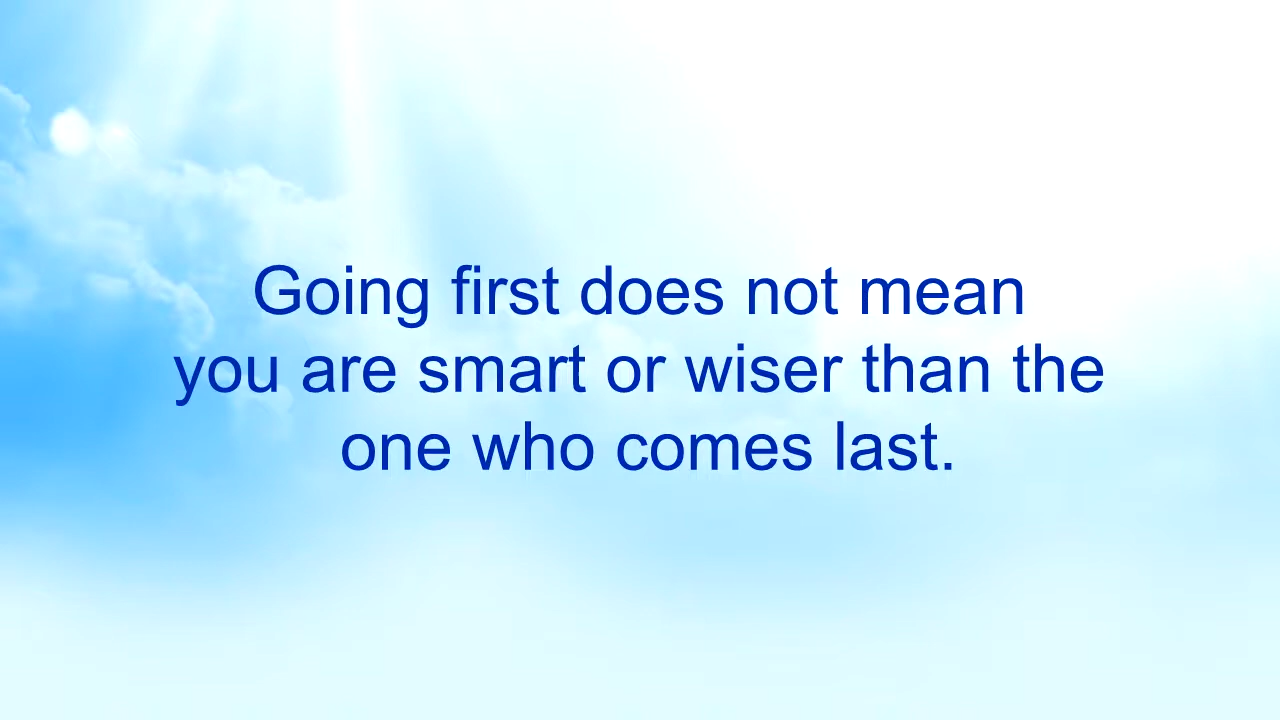 Going first does not mean
you are smart or wiser than the
one who comes last.